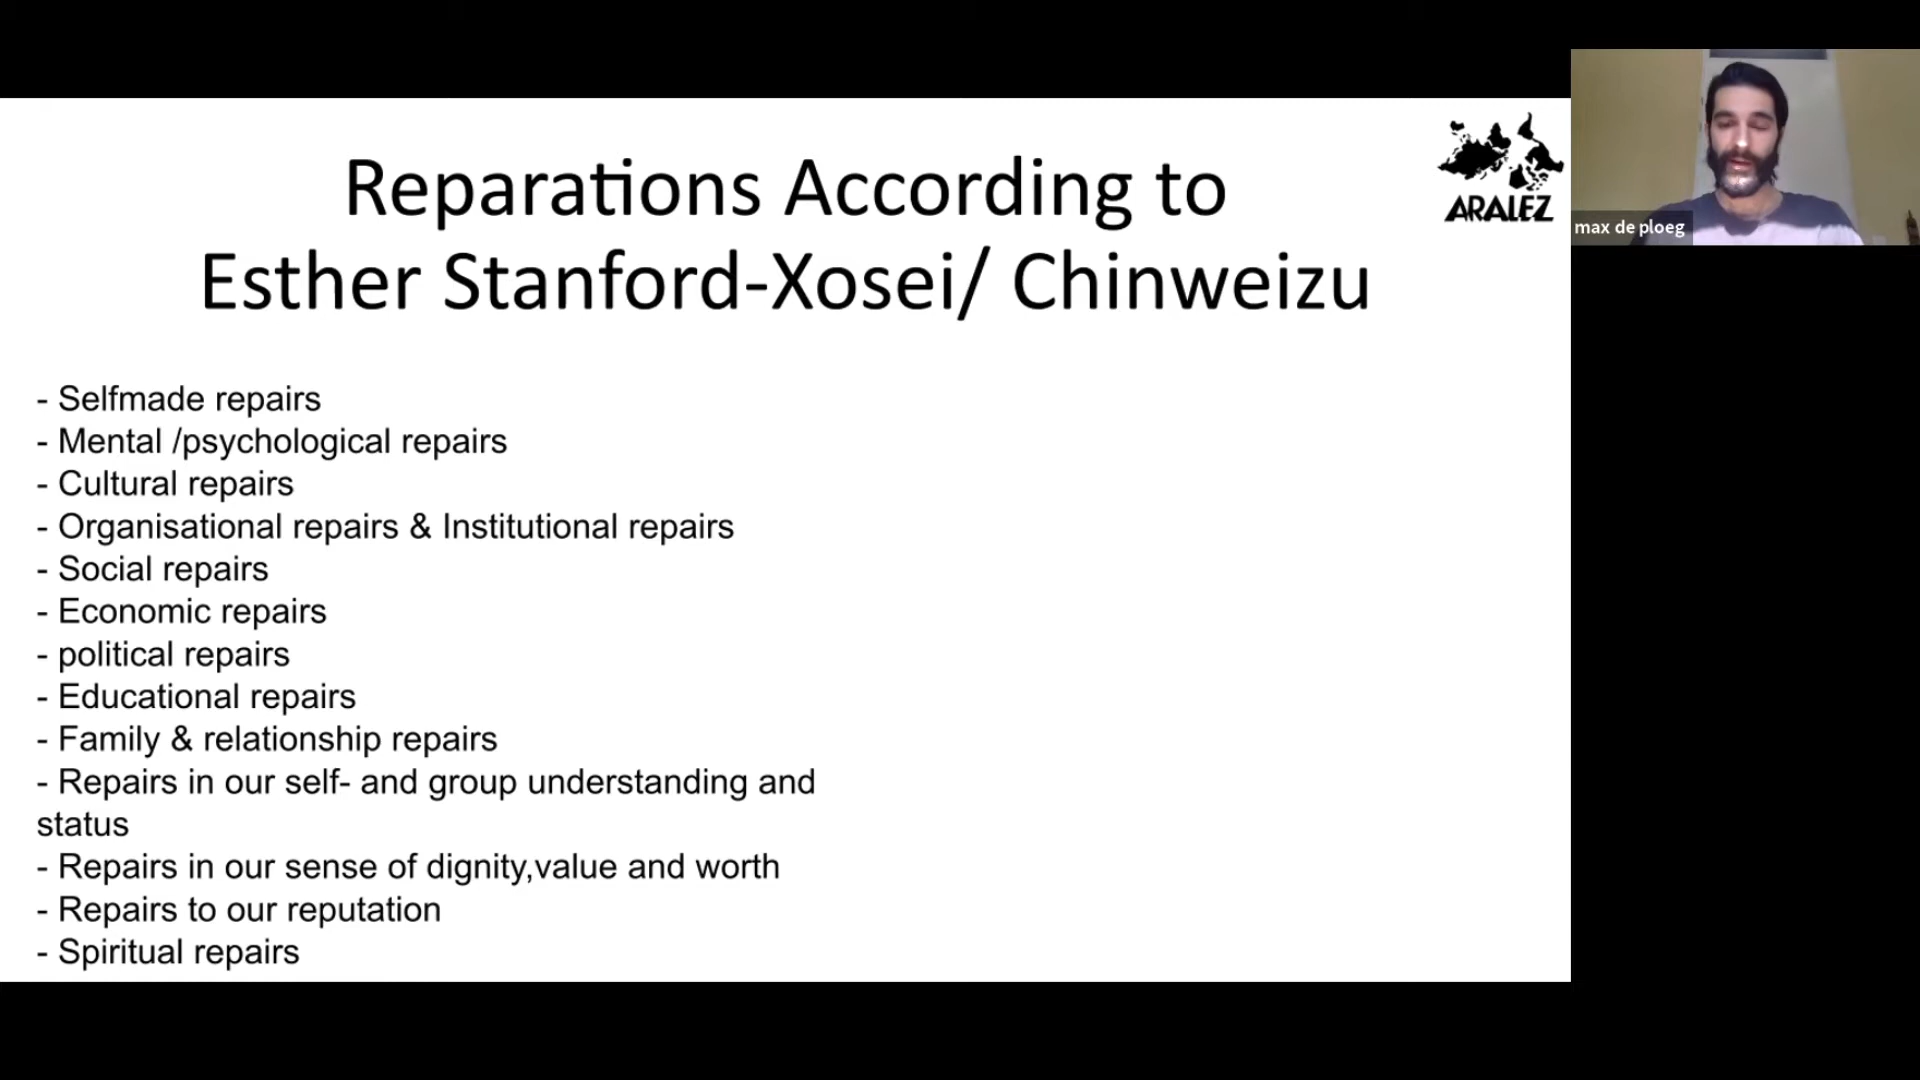 Reparations According to
Esther Stanford-Xosei/ Chinweizu
ARALEZ
max de ploeg
- Selfmade repairs
- Mental /psychological repairs
- Cultural repairs
- Organisational repairs & Institutional repairs
- Social repairs
- Economic repairs
- political repairs
- Educational repairs
- Family & relationship repairs
- Repairs in our self- and group understanding and
status
- Repairs in our sense of dignity,value and worth
- Repairs to our reputation
- Spiritual repairs